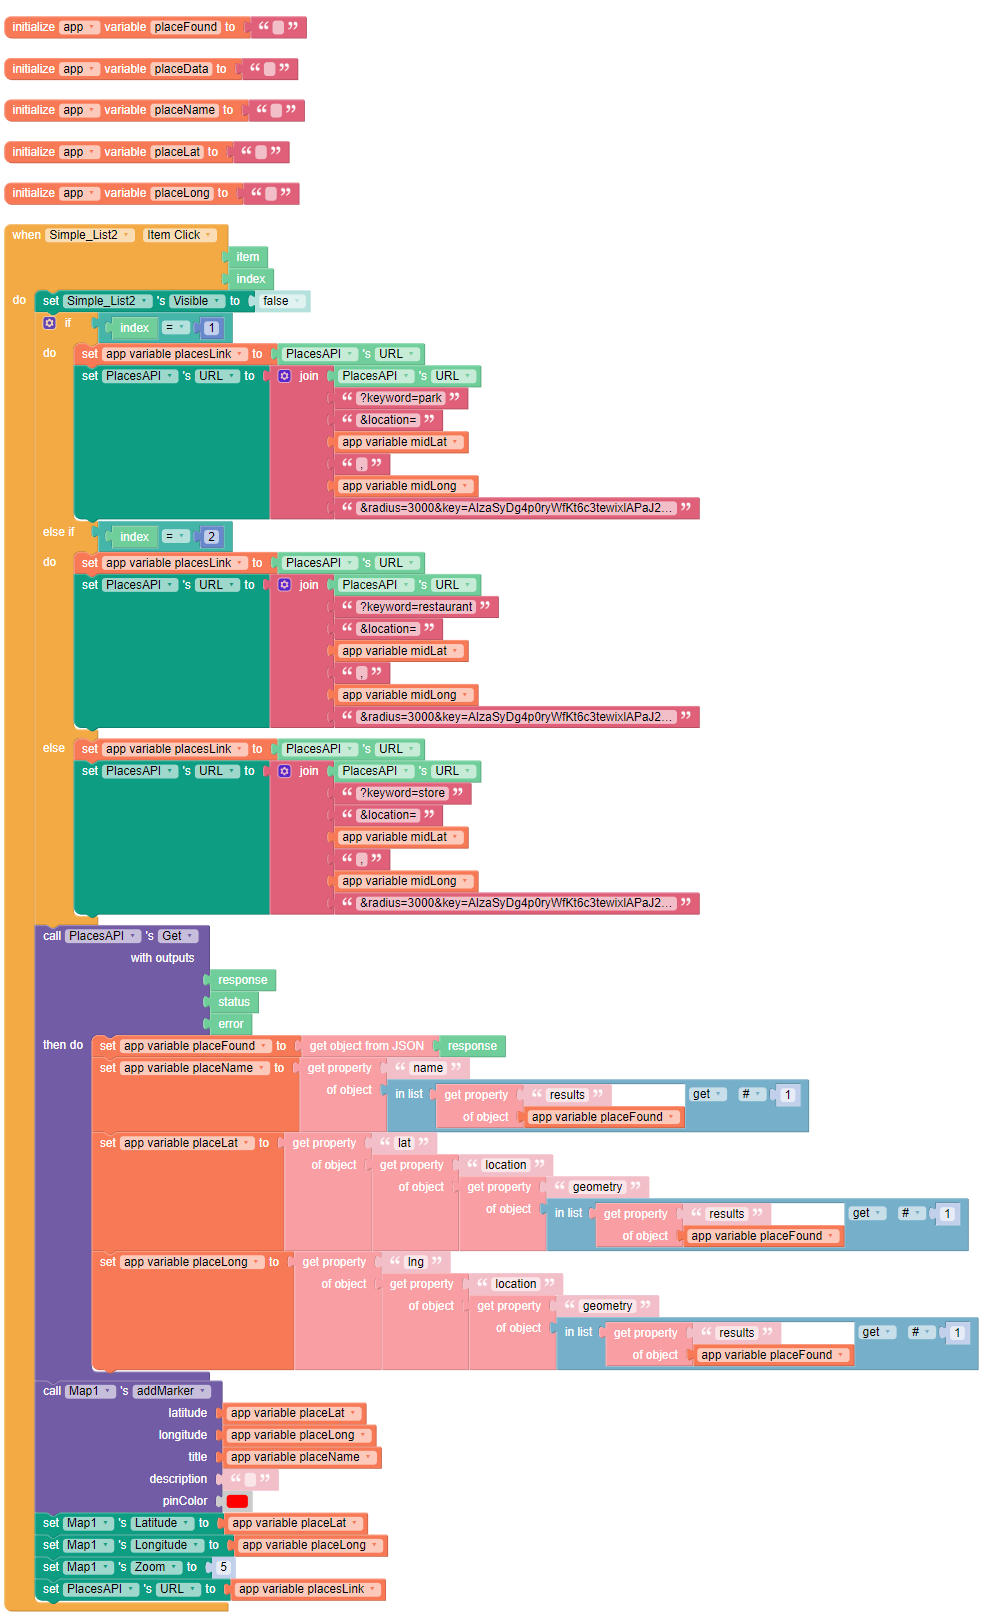 initialize app variable placeFound to “ ”
initialize app variable placeData to “ ”
initialize app variable placeName to “ ”
initialize app variable placeLat to “ ”
initialize app variable placeLong to “ ”
when Simple_List2 Item Click
item
index
do set Simple_List2 's Visible to false
if index = 1
do set app variable placesLink to PlacesAPI 's URL
set PlacesAPI 's URL to join PlacesAPI 's URL
“ ?keyword=park ”
“ &location= ”
app variable midLat
“ , ”
app variable midLong
“ &radius=3000&key=AIzaSyDg4p0ryWfKt6c3tewixIAPaJ2... ”
else if index = 2
do set app variable placesLink to PlacesAPI 's URL
set PlacesAPI 's URL to join PlacesAPI 's URL
“ ?keyword=restaurant ”
“ &location= ”
app variable midLat
“ , ”
app variable midLong
“ &radius=3000&key=AIzaSyDg4p0ryWfKt6c3tewixIAPaJ2... ”
else set app variable placesLink to PlacesAPI 's URL
set PlacesAPI 's URL to join PlacesAPI 's URL
“ ?keyword=store ”
“ &location= ”
app variable midLat
“ , ”
app variable midLong
“ &radius=3000&key=AIzaSyDg4p0ryWfKt6c3tewixIAPaJ2... ”
call PlacesAPI 's Get
with outputs
response
status
error
then do set app variable placeFound to get object from JSON response
set app variable placeName to get property “ name ”
of object in list get property “ results ” get # 1
of object app variable placeFound
set app variable placeLat to get property “ lat ”
of object get property “ location ”
of object get property “ geometry ”
of object in list get property “ results ” get # 1
of object app variable placeFound
set app variable placeLong to get property “ lng ”
of object get property “ location ”
of object get property “ geometry ”
of object in list get property “ results ” get # 1
of object app variable placeFound
call Map1 's addMarker
latitude app variable placeLat
longitude app variable placeLong
title app variable placeName
description “ ”
pinColor
set Map1 's Latitude to app variable placeLat
set Map1 's Longitude to app variable placeLong
set Map1 's Zoom to 5
set PlacesAPI 's URL to app variable placesLink